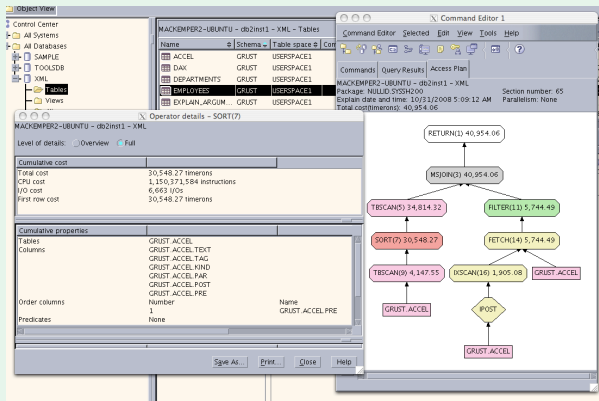 Object View
Control Center
All Systems
All Databases
SAMPLE
TOOLSDB
XML
Tables
Views
MACKEMPER2-UBUNTU - db2inst1 - XML - Tables
Name Schema Table space
ACCEL GRUST USERSPACE1
DAX GRUST USERSPACE1
DEPARTMENTS GRUST USERSPACE1
EMPLOYEES GRUST USERSPACE1
EXPLAIN_ARGUM... GRUST USERSPACE1
X Command Editor 1
Command Editor Selected Edit View Tools Help
Commands Query Results Access Plan
MACKEMPER2-UBUNTU - db2inst1 - XML
Package: NULLID.SYSSH200 Section number: 65
Explain date and time: 10/31/2008 5:09:12 AM Parallelism: None
Total cost(timerons): 40,954.06
RETURN(1) 40,954.06
MSJOIN(3) 40,954.06
TBSCAN(5) 34,814.32 FILTER(11) 5,744.49
SORT(7) 30,548.27 FETCH(14) 5,744.49
TBSCAN(9) 4,147.55 IXSCAN(16) 1,905.08 GRUST.ACCEL
GRUST.ACCEL IPOST
GRUST.ACCEL
X Operator details - SORT(7)
MACKEMPER2-UBUNTU - db2inst1 - XML
Level of details: Overview Full
Cumulative cost
Total cost 30,548.27 timerons
CPU cost 1,150,371,584 instructions
I/O cost 6,663 I/Os
First row cost 30,548.27 timerons
Cumulative properties
Tables GRUST.ACCEL
Columns GRUST.ACCEL.TEXT
GRUST.ACCEL.TAG
GRUST.ACCEL.KIND
GRUST.ACCEL.PAR
GRUST.ACCEL.POST
GRUST.ACCEL.PRE
Order columns Number Name
1 GRUST.ACCEL.PRE
Predicates None
Save As... Print... Close Help